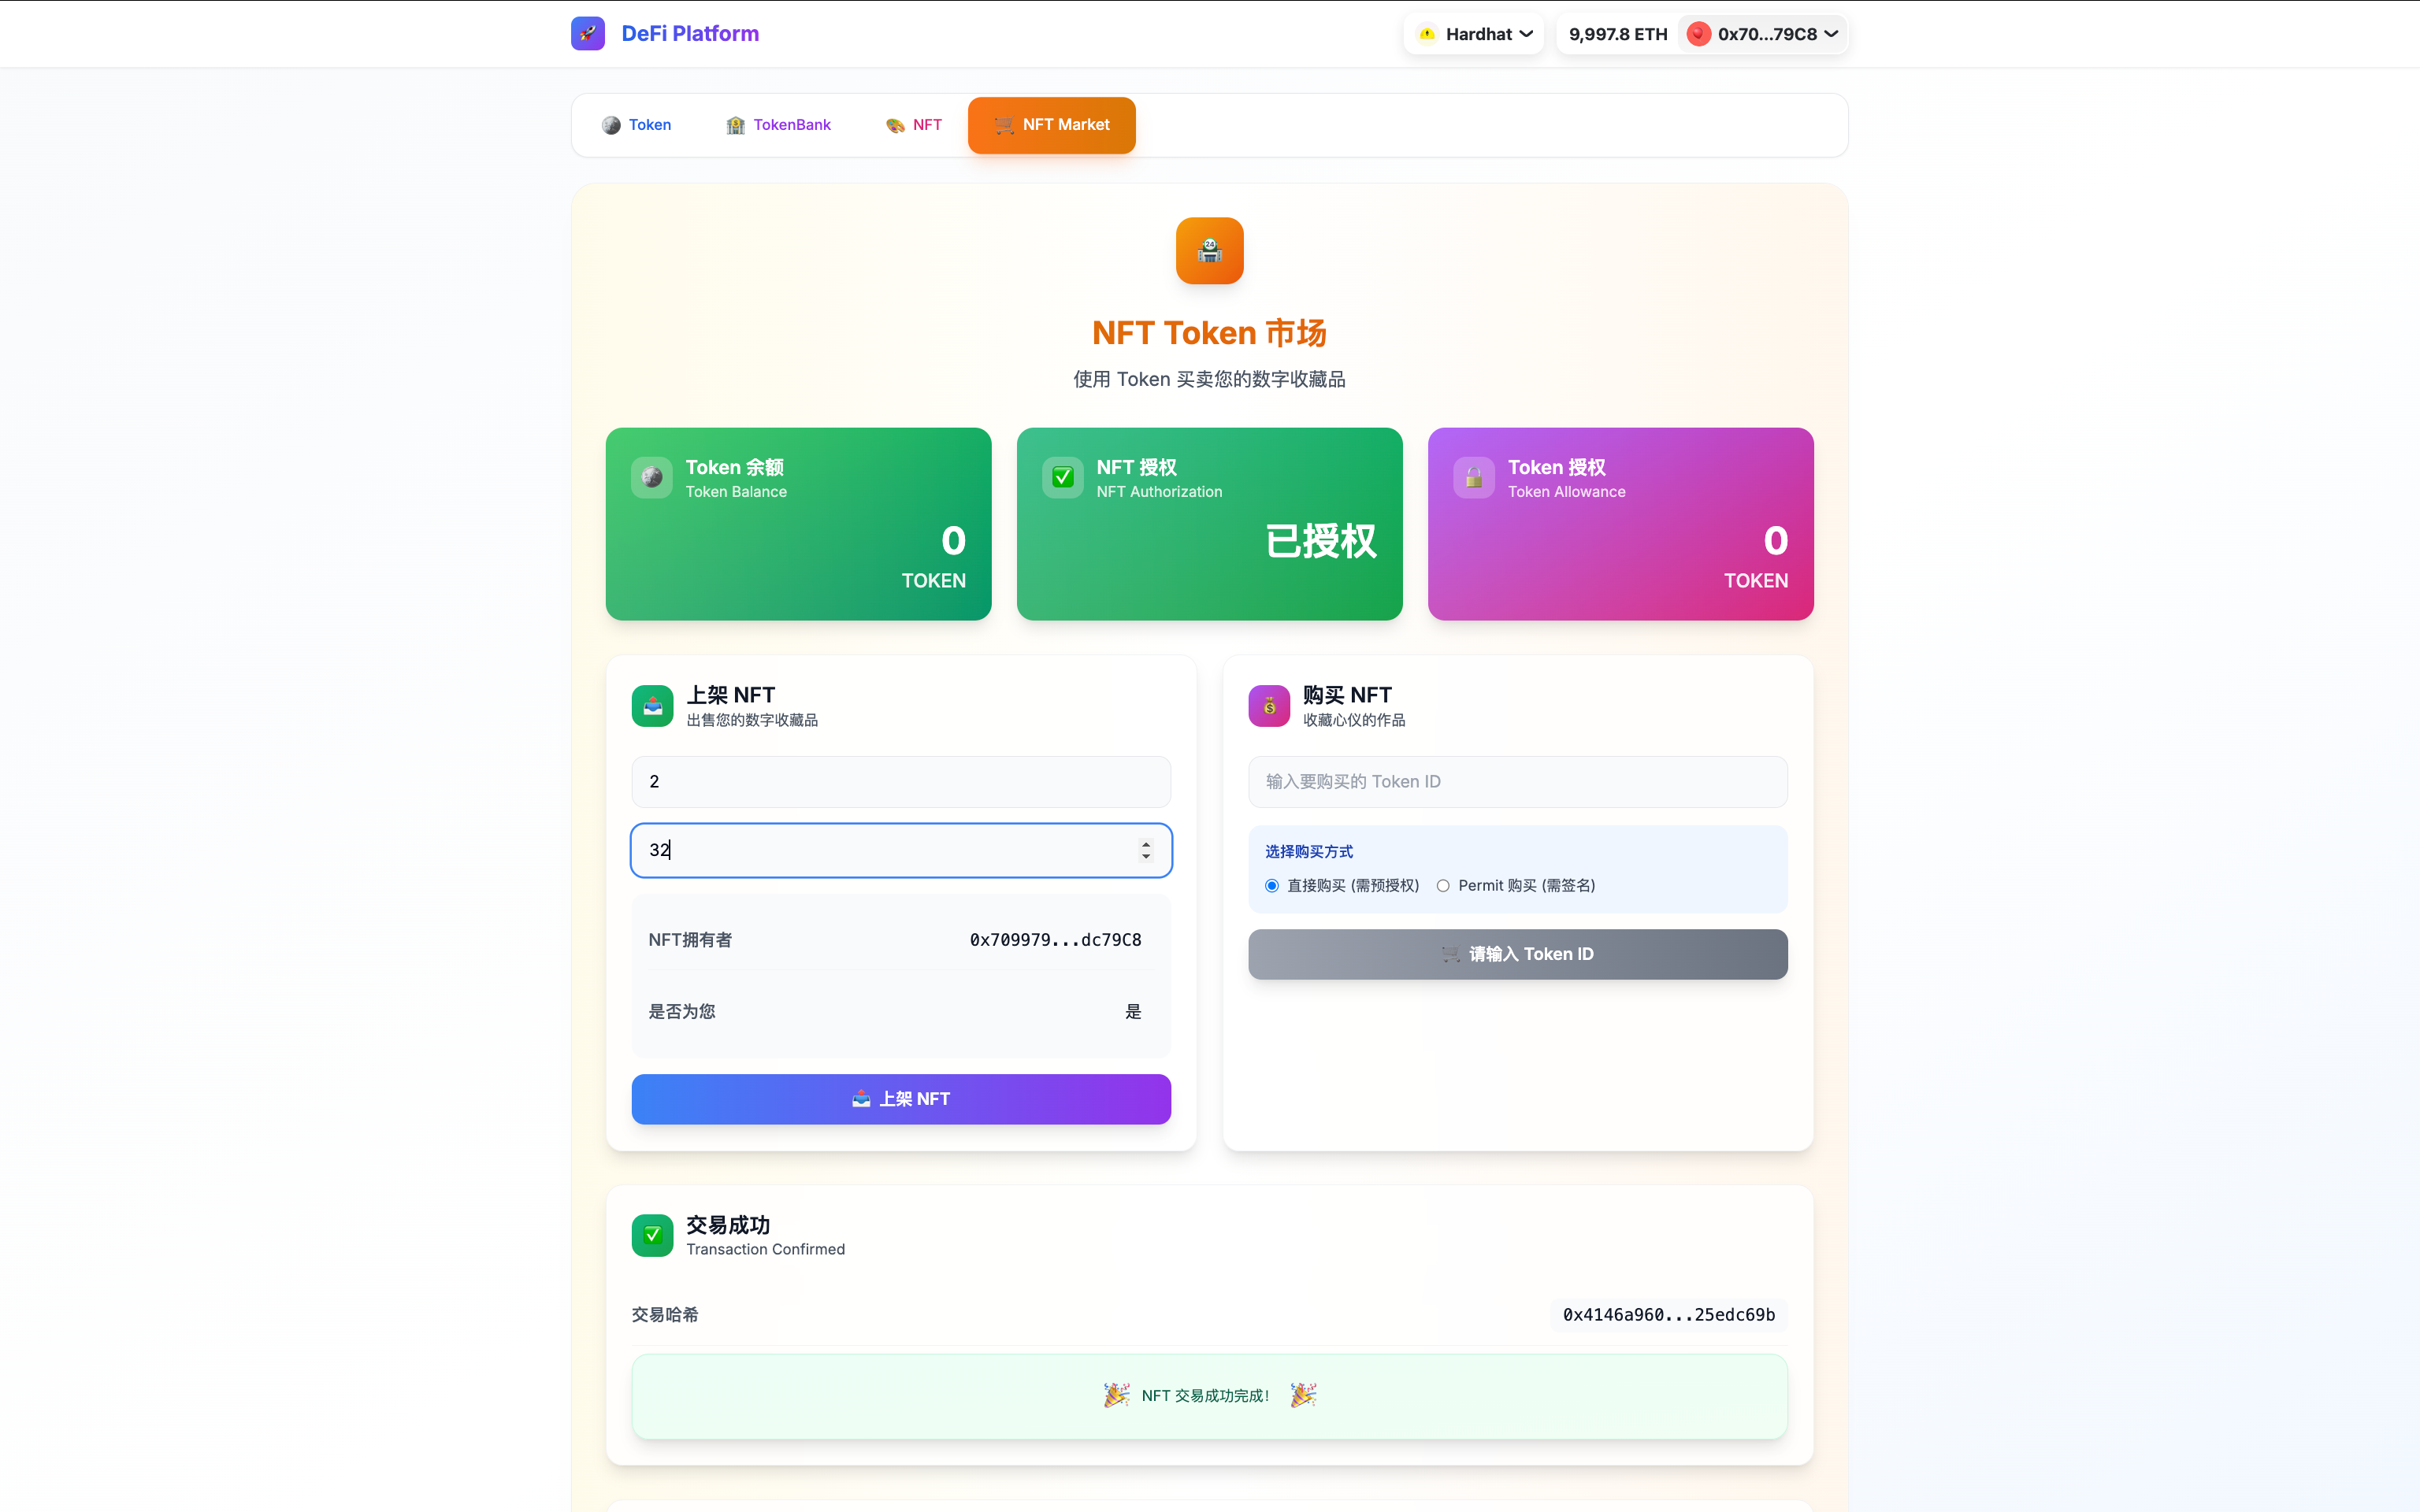 DeFi Platform
Hardhat
9,997.8 ETH
0x70...79C8
Token
TokenBank
NFT
NFT Market
24
NFT Token 市场
使用 Token 买卖您的数字收藏品
Token 余额
Token Balance
0
TOKEN
NFT 授权
NFT Authorization
已授权
Token 授权
Token Allowance
0
TOKEN
上架 NFT
出售您的数字收藏品
2
32
NFT拥有者
0x709979...dc79C8
是否为您
是
上架 NFT
购买 NFT
收藏心仪的作品
输入要购买的 Token ID
选择购买方式
直接购买 (需预授权)
Permit 购买 (需签名)
请输入 Token ID
交易成功
Transaction Confirmed
交易哈希
0x4146a960...25edc69b
NFT 交易成功完成！